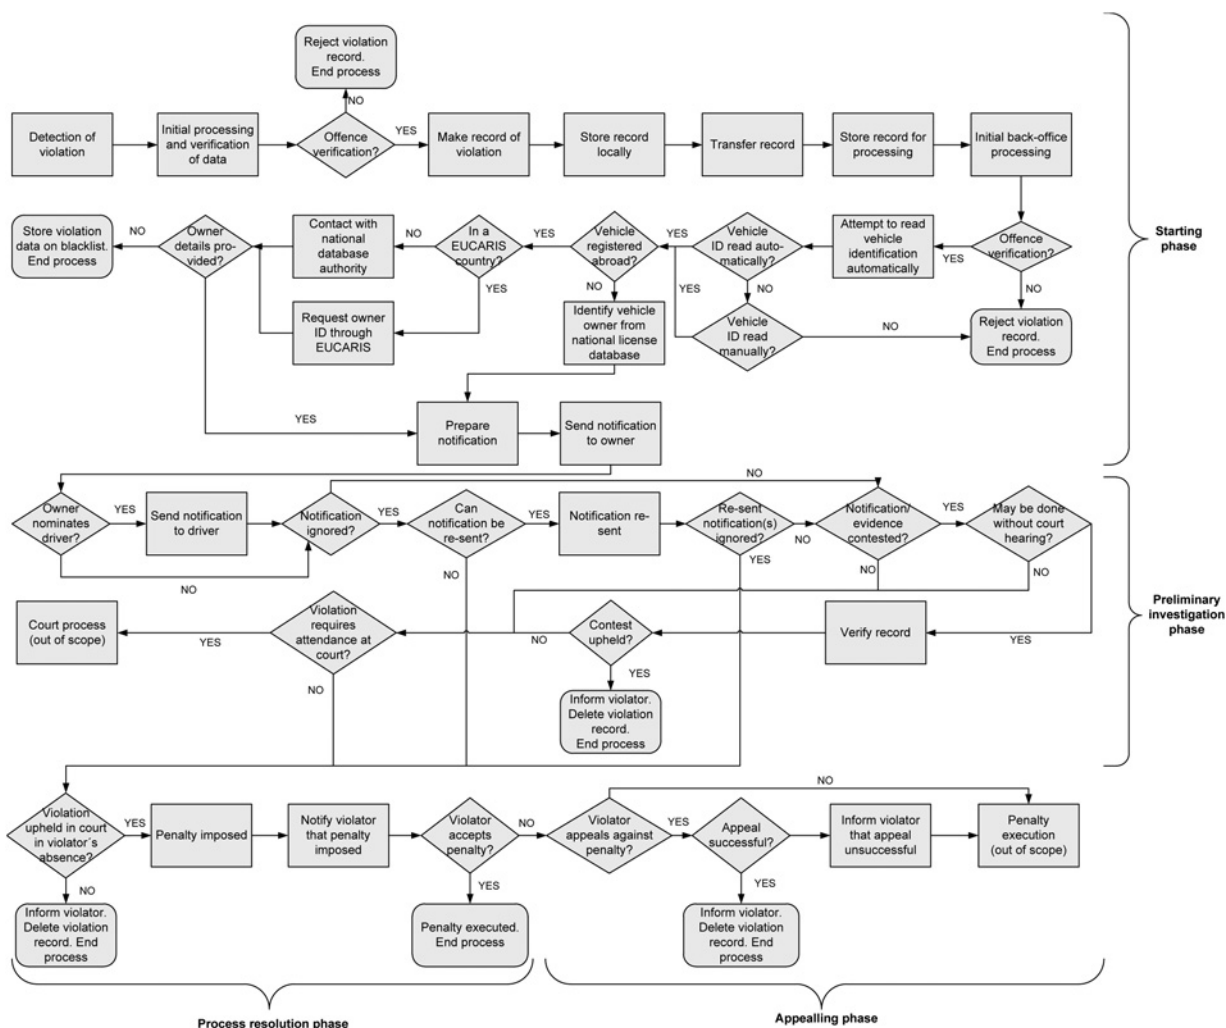 Reject violation
record.
End process
NO
Detection of
violation
Initial processing
and verification
of data
Offence
verification?
YES
Make record of
violation
Store record
locally
Transfer record
Store record for
processing
Initial back-office
processing
Store violation
data on blacklist.
End process
NO
Owner
details pro-
vided?
Contact with
national
database
authority
NO
In a
EUCARIS
country?
YES
Vehicle
registered
abroad?
YES
Vehicle
ID read auto-
matically?
Attempt to read
vehicle
identification
automatically
YES
Offence
verification?
Starting
phase
YES
NO
YES
NO
NO
Request owner
ID through
EUCARIS
Identify vehicle
owner from
national license
database
Vehicle
ID read
manually?
NO
Reject violation
record.
End process
YES
Prepare
notification
Send notification
to owner
NO
Owner
nominates
driver?
YES
Send notification
to driver
Notification
ignored?
YES
Can
notification be
re-sent?
YES
Notification re-
sent
Re-sent
notification(s)
ignored?
NO
Notification/
evidence
contested?
YES
May be done
without court
hearing?
NO
NO
YES
NO
NO
Preliminary
investigation
phase
Court process
(out of scope)
YES
Violation
requires
attendance at
court?
NO
Contest
upheld?
Verify record
YES
NO
YES
Inform violator.
Delete violation
record.
End process
NO
Violation
upheld in court
in violator´s
absence?
YES
Penalty imposed
Notify violator
that penalty
imposed
Violator
accepts
penalty?
NO
Violator
appeals against
penalty?
YES
Appeal
successful?
Inform violator
that appeal
unsuccessful
Penalty
execution
(out of scope)
NO
YES
YES
Inform violator.
Delete violation
record. End
process
Penalty executed.
End process
Inform violator.
Delete violation
record. End
process
Process resolution phase
Appealling phase